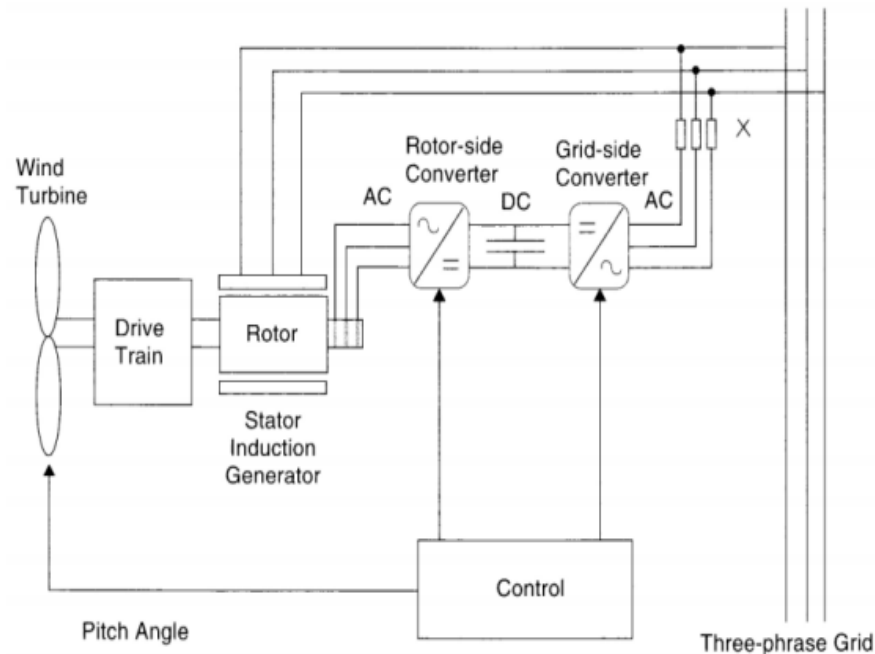 Wind
Turbine
Rotor-side
Converter
Grid-side
Converter
X
AC
DC
AC
Drive
Train
Rotor
Stator
Induction
Generator
Control
Pitch Angle
Three-phrase Grid